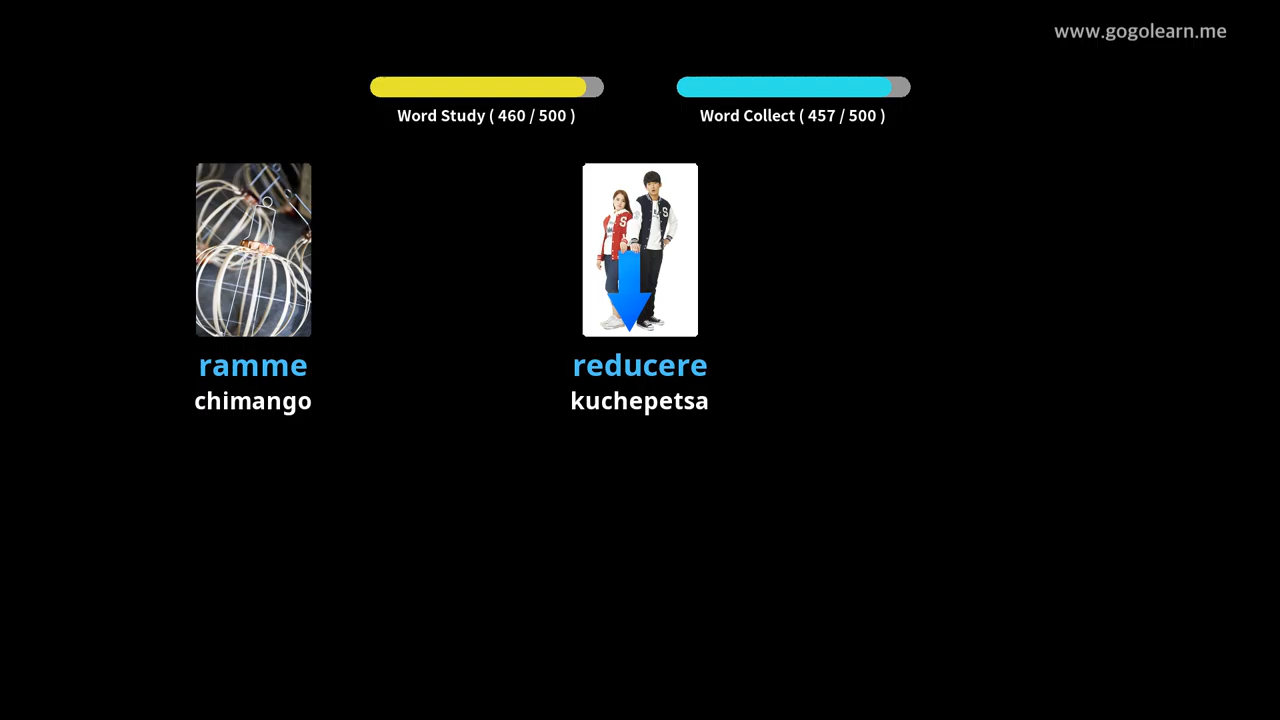 www.gogolearn.me
Word Study ( 460 / 500 )
Word Collect ( 457 / 500 )
S
S
ramme
reducere
chimango
kuchepetsa